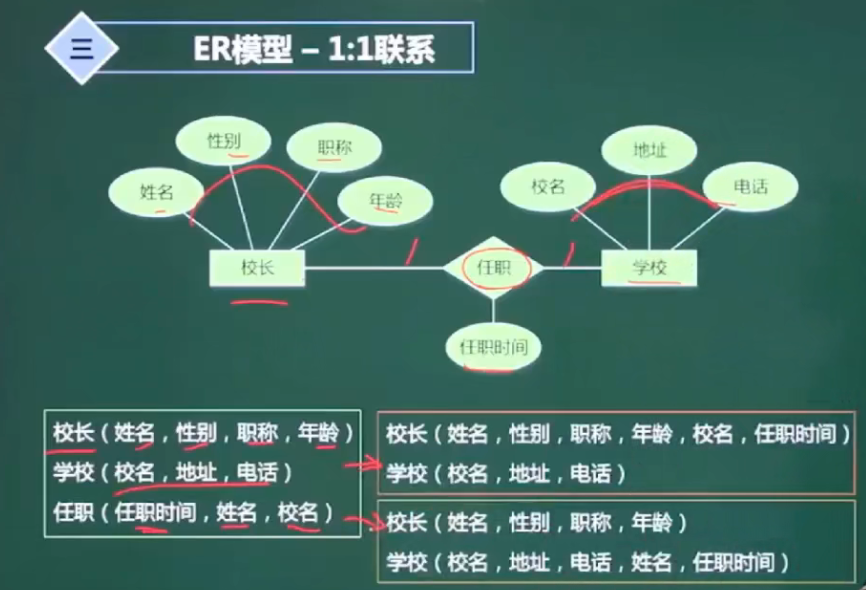 三
ER模型 – 1:1联系
性别
职称
姓名
年龄
地址
校名
电话
校长
任职
学校
任职时间
校长（姓名，性别，职称，年龄）
学校（校名，地址，电话）
任职（任职时间，姓名，校名）
校长（姓名，性别，职称，年龄，校名，任职时间）
学校（校名，地址，电话）
校长（姓名，性别，职称，年龄）
学校（校名，地址，电话，姓名，任职时间）